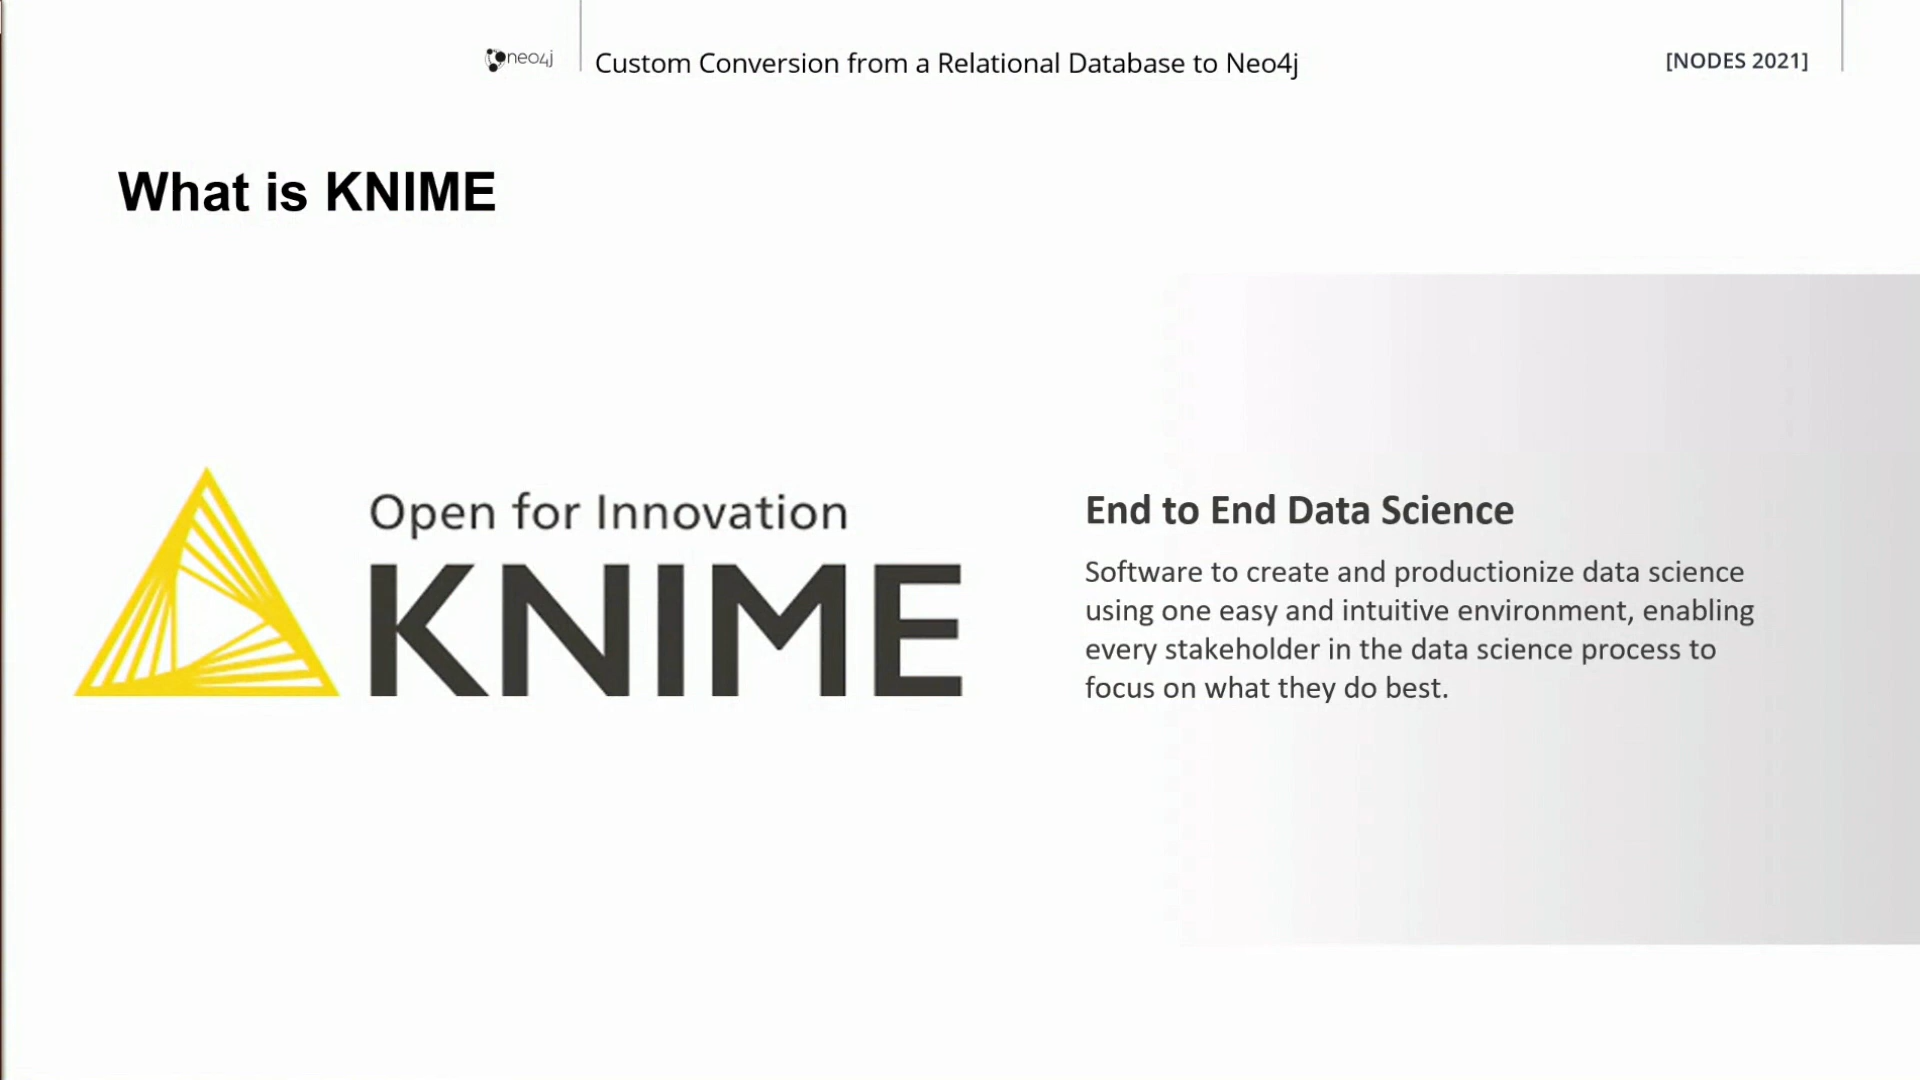 neo4j
Custom Conversion from a Relational Database to Neo4j
[NODES 2021]
What is KNIME
Open for Innovation
KNIME
End to End Data Science
Software to create and productionize data science
using one easy and intuitive environment, enabling
every stakeholder in the data science process to
focus on what they do best.